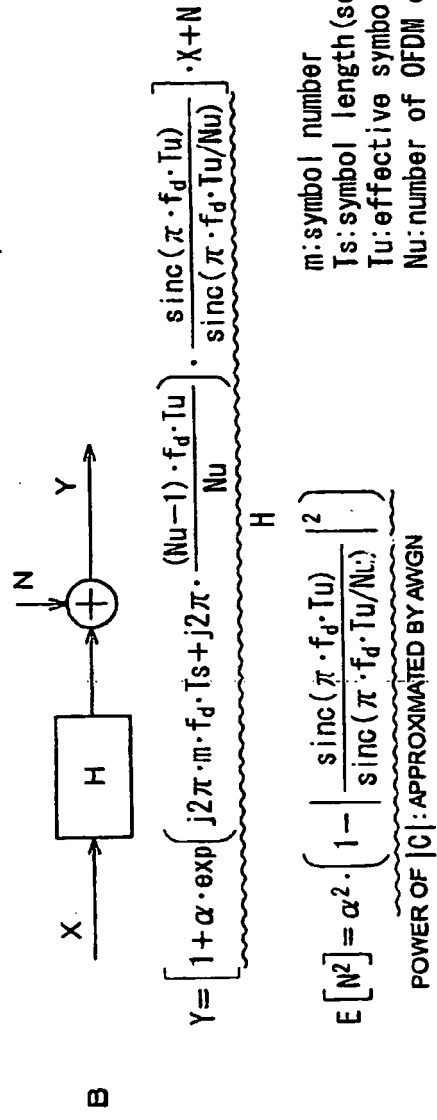 B
X
H
N
Y
Y=[1+α·exp(j2π·m·f_d·Ts+j2π·(Nu-1)·f_d·Tu/Nu)·sinc(π·f_d·Tu)/sinc(π·f_d·Tu/Nu)]·X+N
H
E[N²]=α²·(1-|sinc(π·f_d·Tu)/sinc(π·f_d·Tu/Nu)|²)
POWER OF |C|: APPROXIMATED BY AWGN
m:symbol number
Ts:symbol length(se
Tu:effective symbo
Nu:number of OFDM